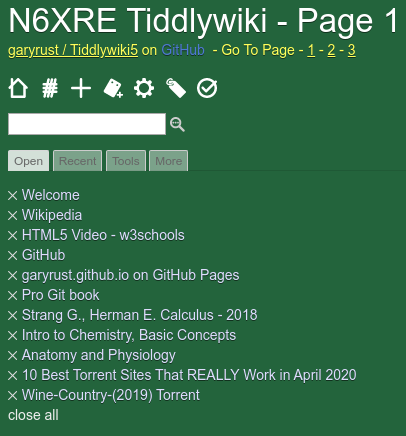 N6XRE Tiddlywiki - Page 1
garyrust / Tiddlywiki5 on GitHub - Go To Page - 1 - 2 - 3
Open Recent Tools More
Welcome
Wikipedia
HTML5 Video - w3schools
GitHub
garyrust.github.io on GitHub Pages
Pro Git book
Strang G., Herman E. Calculus - 2018
Intro to Chemistry, Basic Concepts
Anatomy and Physiology
10 Best Torrent Sites That REALLY Work in April 2020
Wine-Country-(2019) Torrent
close all